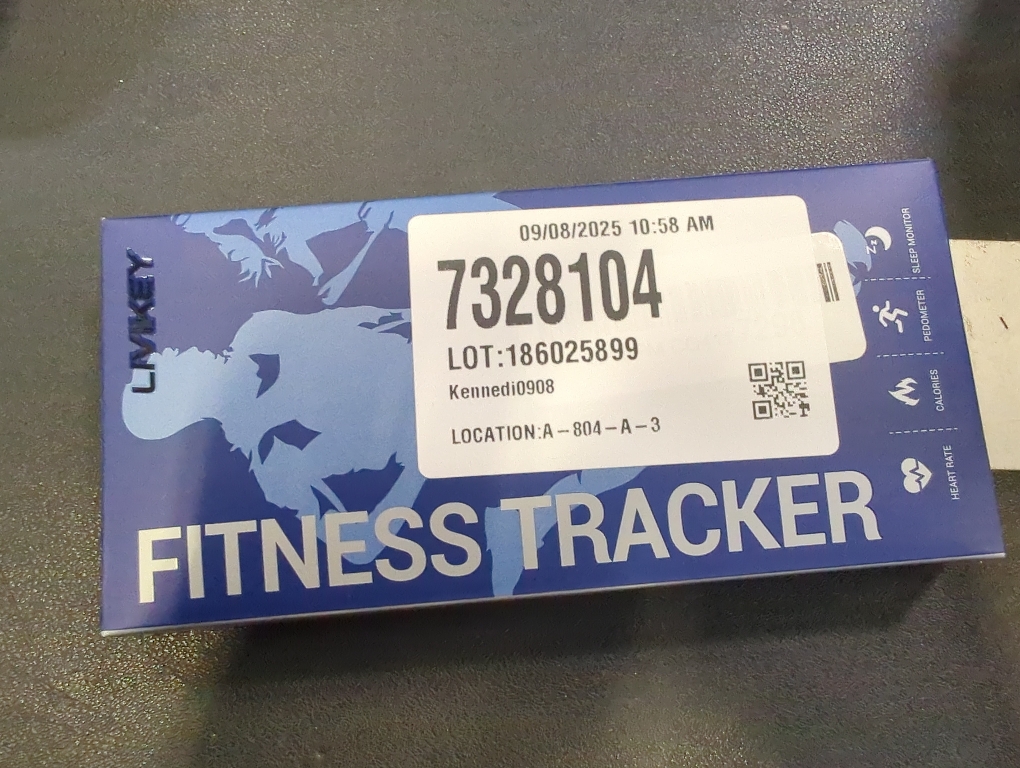 LIVIKEY
09/08/2025 10:58 AM
7328104
LOT:186025899
Kennedi0908
LOCATION:A-804-A-3
FITNESS TRACKER
Zz
SLEEP MONITOR
PEDOMETER
CALORIES
HEART RATE